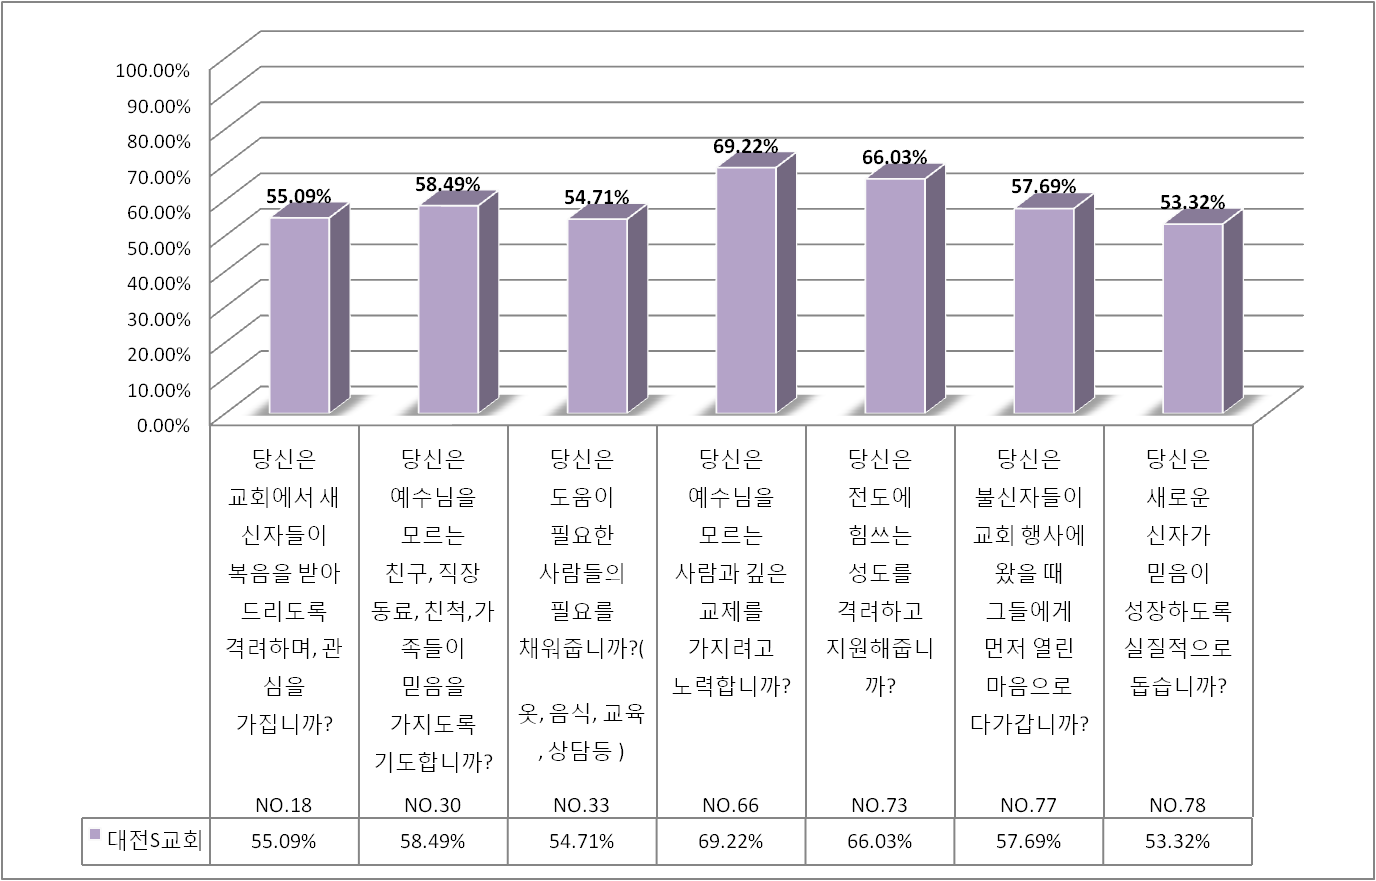 100.00%
90.00%
80.00%
70.00%
60.00%
50.00%
40.00%
30.00%
20.00%
10.00%
0.00%
55.09%
58.49%
54.71%
69.22%
66.03%
57.69%
53.32%
당신은
교회에서 새
신자들이
복음을 받아
드리도록
격려하며, 관
심을
가집니까?
NO.18
당신은
예수님을
모르는
친구, 직장
동료, 친척,가
족들이
믿음을
가지도록
기도합니까?
NO.30
당신은
도움이
필요한
사람들의
필요를
채워줍니까?(
옷, 음식, 교육
, 상담등 )
NO.33
당신은
예수님을
모르는
사람과 깊은
교제를
가지려고
노력합니까?
NO.66
당신은
전도에
힘쓰는
성도를
격려하고
지원해줍니
까?
NO.73
당신은
불신자들이
교회 행사에
왔을 때
그들에게
먼저 열린
마음으로
다가갑니까?
NO.77
당신은
새로운
신자가
믿음이
성장하도록
실질적으로
돕습니까?
NO.78
대전S교회 55.09% 58.49% 54.71% 69.22% 66.03% 57.69% 53.32%